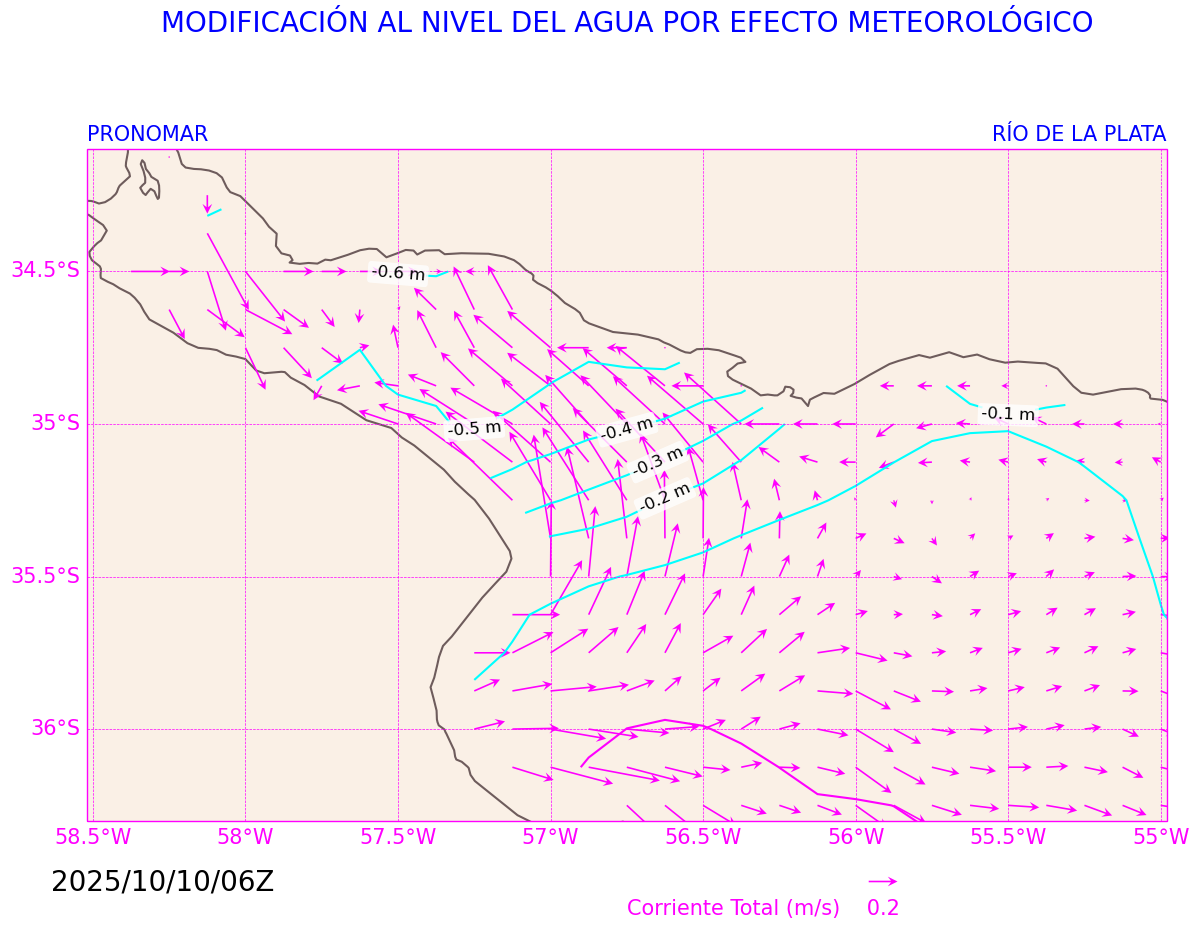 MODIFICACIÓN AL NIVEL DEL AGUA POR EFECTO METEOROLÓGICO
PRONOMAR
RÍO DE LA PLATA
34.5°S
-0.6 m
35°S
-0.1 m
-0.5 m
-0.4 m
-0.3 m
-0.2 m
35.5°S
36°S
58.5°W
58°W
57.5°W
57°W
56.5°W
56°W
55.5°W
55°W
2025/10/10/06Z
Corriente Total (m/s)
0.2